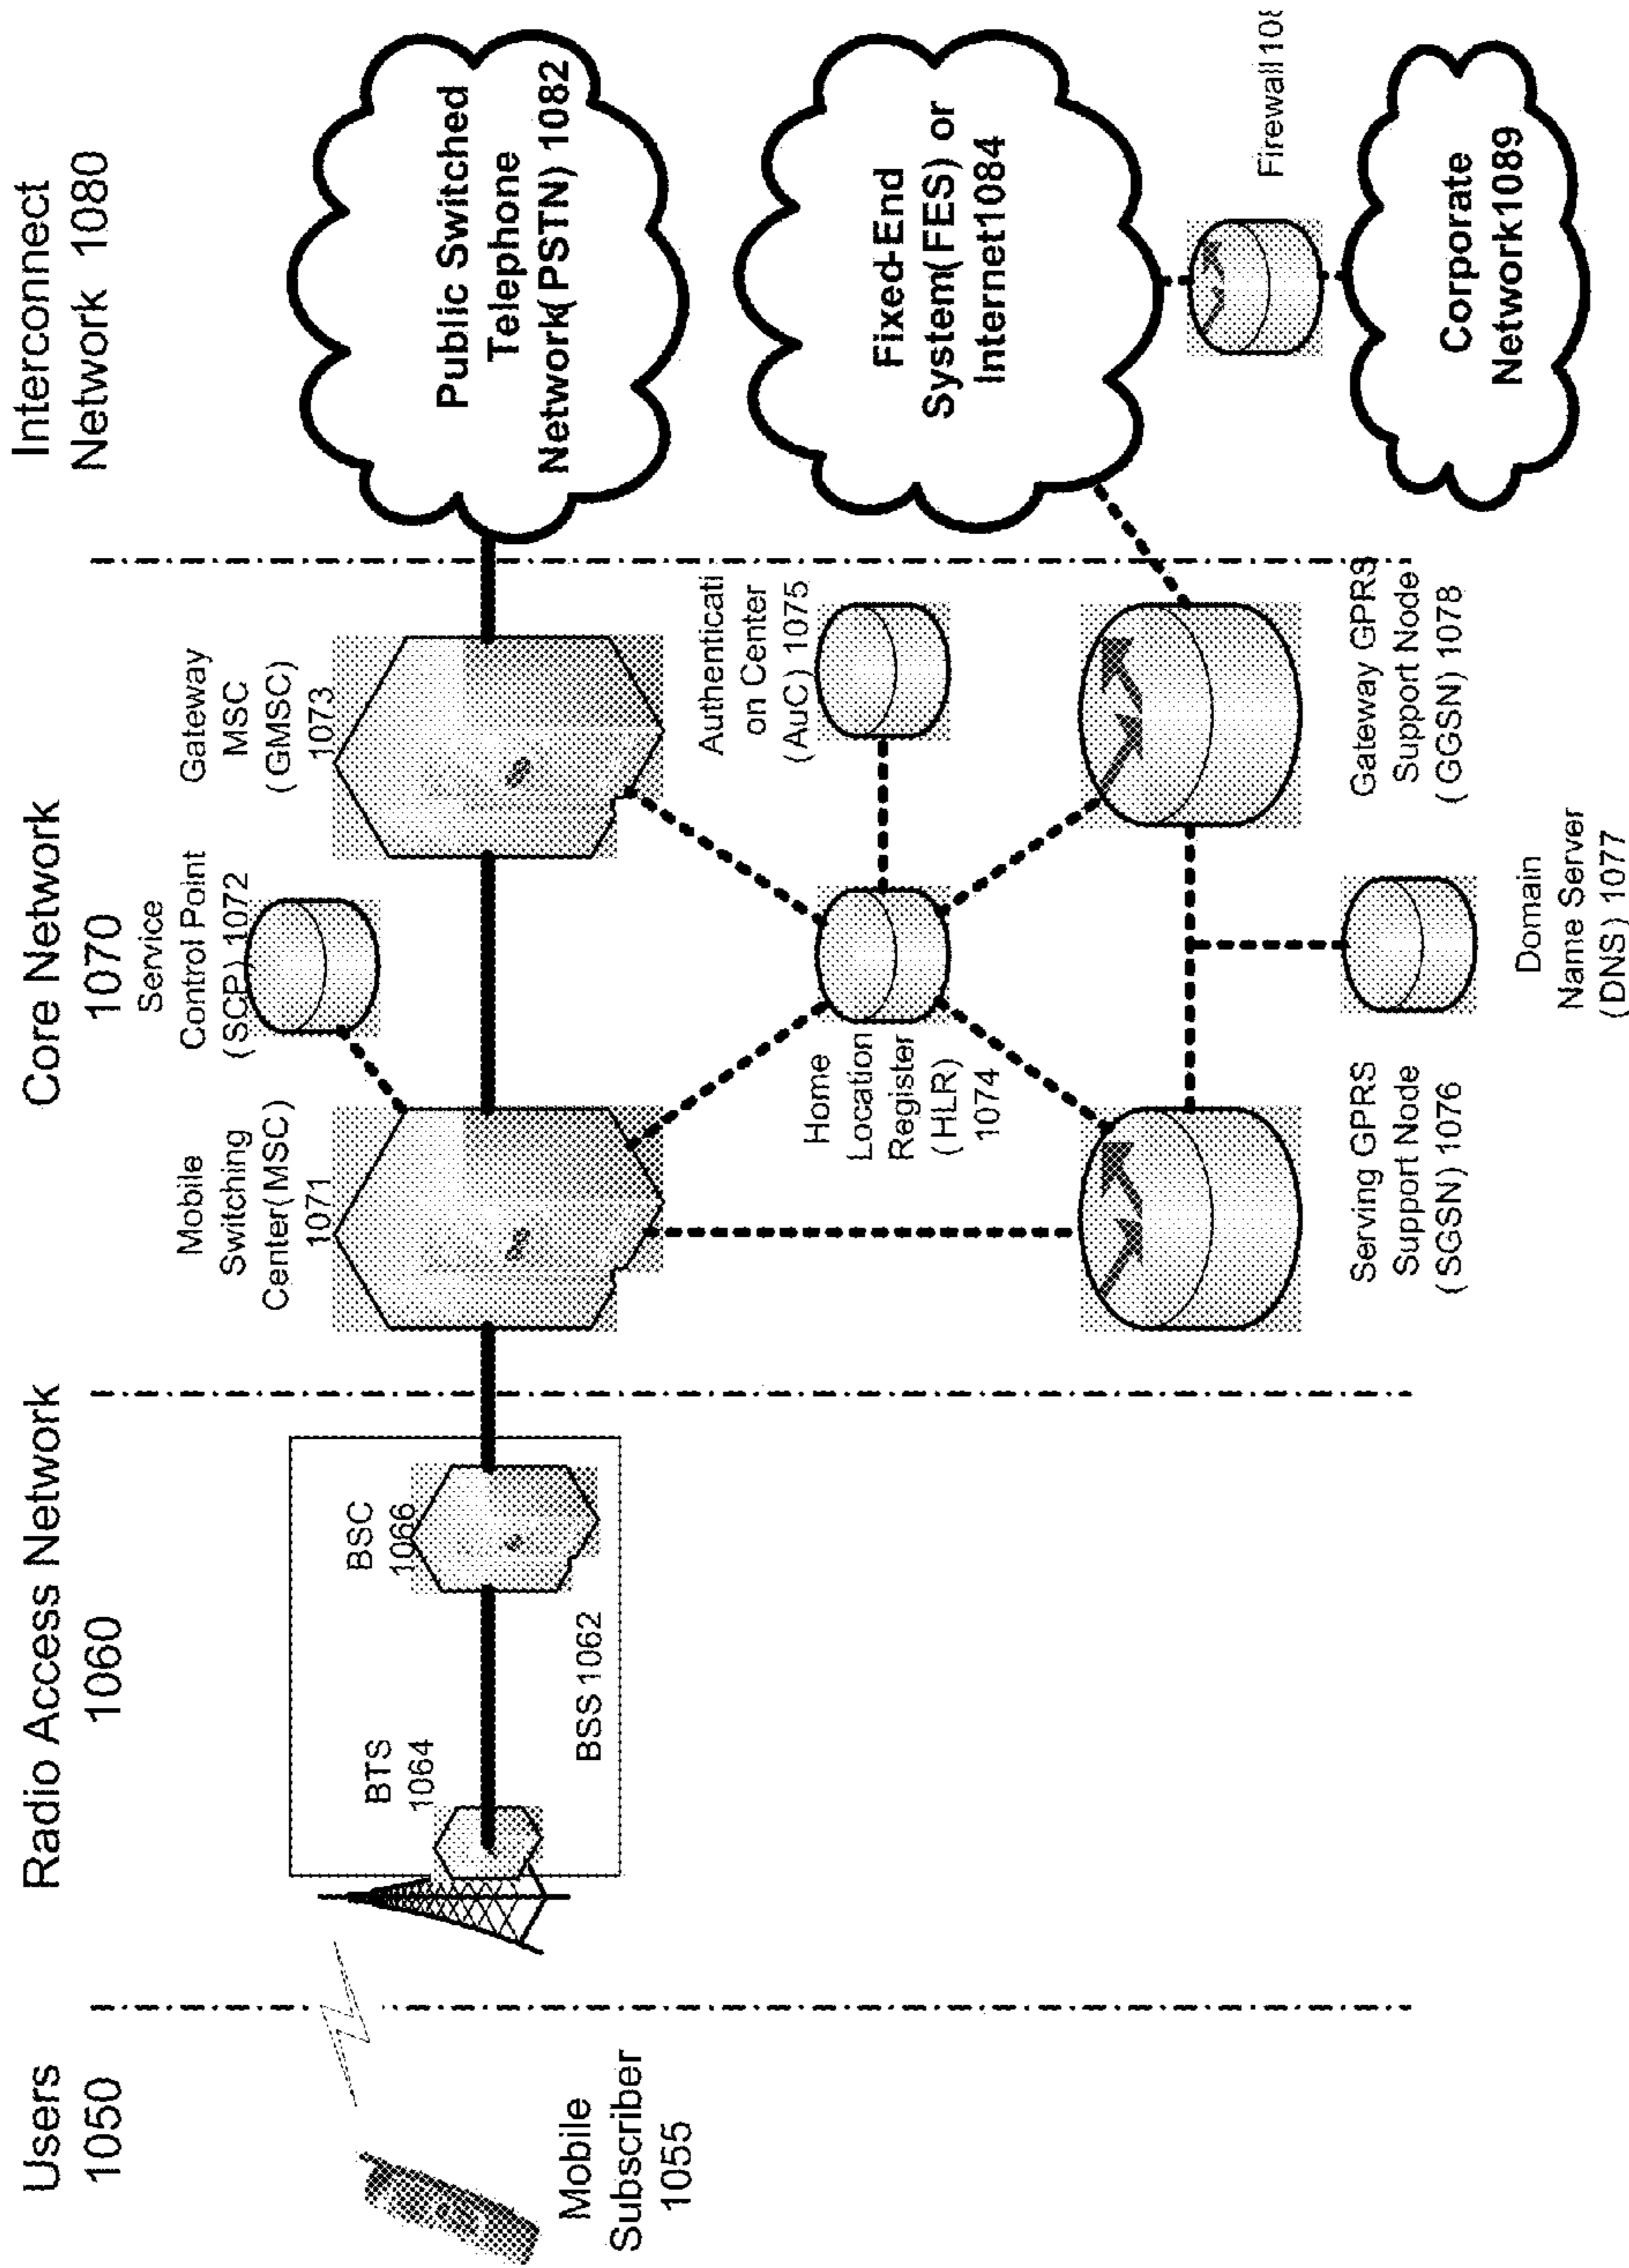 Users
1050
Radio Access Network
1060
Core Network
1070
Interconnect
Network 1080
Mobile
Subscriber
1055
BTS
1064
BSC
1066
BSS 1062
Mobile
Switching
Center(MSC)
1071
Service
Control Point
(SCP) 1072
Gateway
MSC
(GMSC)
1073
Home
Location
Register
(HLR)
1074
Authenticati
on Center
(AuC) 1075
Serving GPRS
Support Node
(SGSN) 1076
Domain
Name Server
(DNS) 1077
Gateway GPRS
Support Node
(GGSN) 1078
Public Switched
Telephone
Network(PSTN) 1082
Fixed-End
System(FES) or
Internet1084
Firewall
Corporate
Network1089